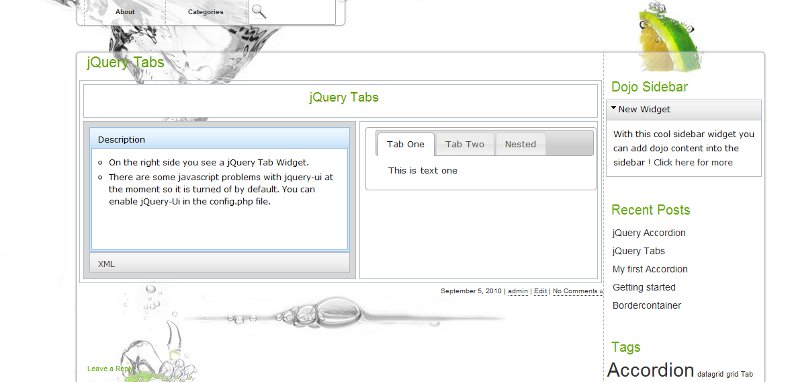 About
Categories
jQuery Tabs
jQuery Tabs
Description
On the right side you see a jQuery Tab Widget.
There are some javascript problems with jquery-ui at
the moment so it is turned of by default. You can
enable jQuery-Ui in the config.php file.
XML
Tab One
Tab Two
Nested
This is text one
September 5, 2010 | admin | Edit | No Comments »
Leave a Reply
Dojo Sidebar
New Widget
With this cool sidebar widget you
can add dojo content into the
sidebar ! Click here for more
Recent Posts
jQuery Accordion
jQuery Tabs
My first Accordion
Getting started
Bordercontainer
Tags
Accordion datagrid grid Tab